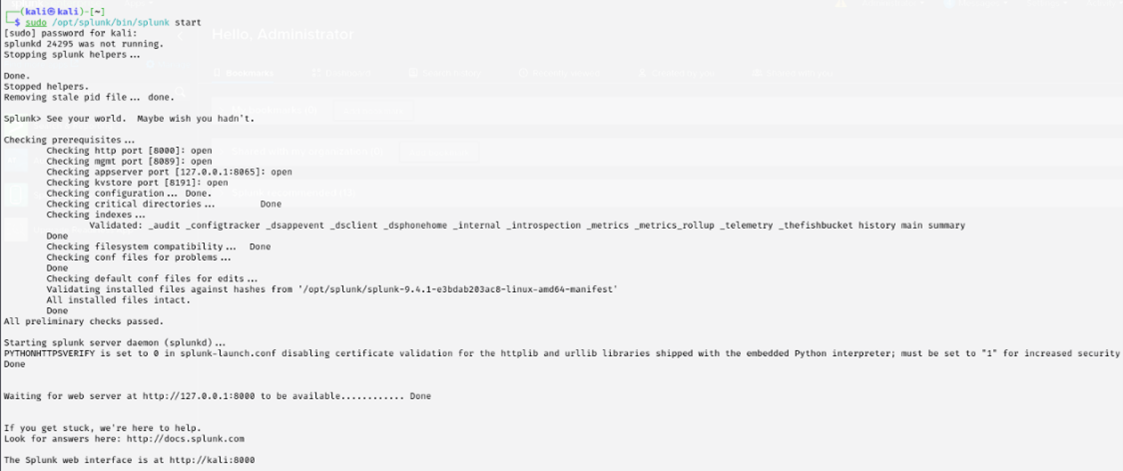 (kali㉿kali)-[~]
$ sudo /opt/splunk/bin/splunk start
[sudo] password for kali:
splunkd 24295 was not running.
Stopping splunk helpers...
Done.
Stopped helpers.
Removing stale pid file... done.
Splunk> See your world.  Maybe wish you hadn't.
Checking prerequisites...
Checking http port [8000]: open
Checking mgmt port [8089]: open
Checking appserver port [127.0.0.1:8065]: open
Checking kvstore port [8191]: open
Checking configuration... Done.
Checking critical directories...        Done
Checking indexes...
Validated: _audit _configtracker _dsappevent _dsclient _dsphonehome _internal _introspection _metrics _metrics_rollup _telemetry _thefishbucket history main summary
Done
Checking filesystem compatibility...  Done
Checking conf files for problems...
Done
Checking default conf files for edits...
Validating installed files against hashes from '/opt/splunk/splunk-9.4.1-e3bdab203ac8-linux-amd64-manifest'
All installed files intact.
Done
All preliminary checks passed.
Starting splunk server daemon (splunkd)...
PYTHONHTTPSVERIFY is set to 0 in splunk-launch.conf disabling certificate validation for the httplib and urllib libraries shipped with the embedded Python interpreter; must be set to "1" for increased security
Done
Waiting for web server at http://127.0.0.1:8000 to be available............ Done
If you get stuck, we're here to help.
Look for answers here: http://docs.splunk.com
The Splunk web interface is at http://kali:8000
Hello, Administrator
Bookmarks